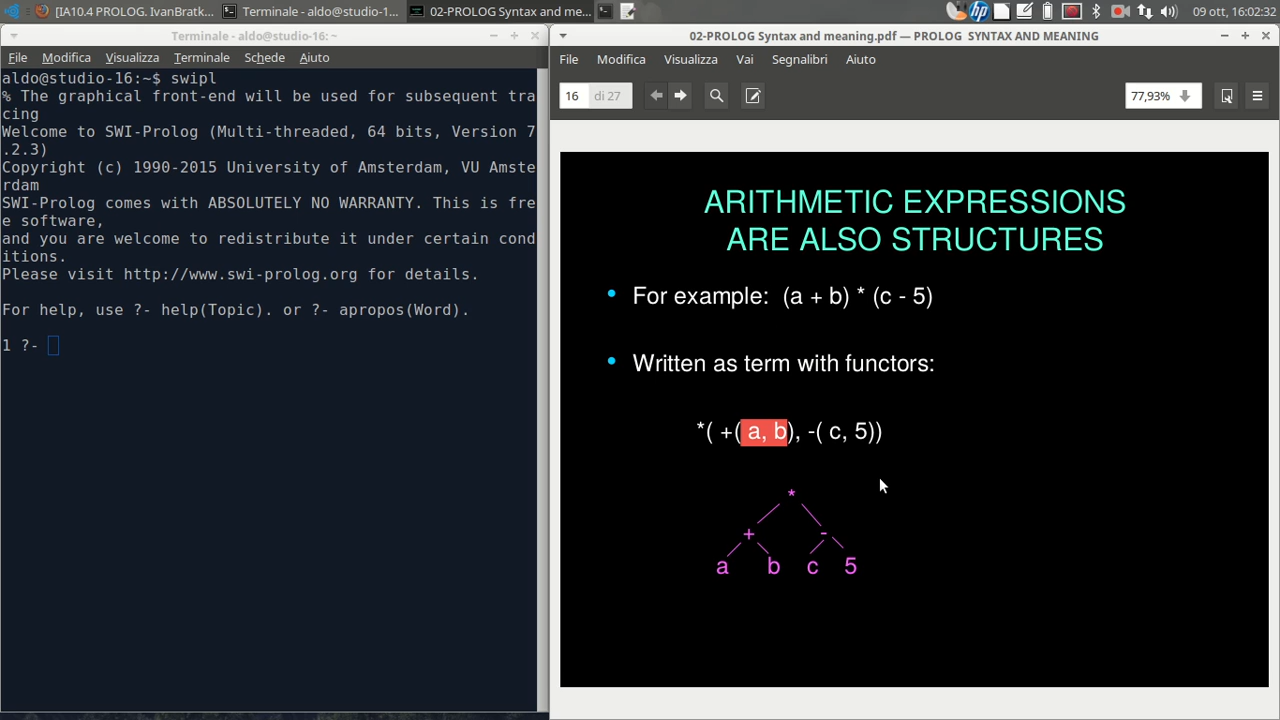 [IA10.4 PROLOG. IvanBratk...
Terminale - aldo@studio-1...
02-PROLOG Syntax and me...
09 ott, 16:02:32
Terminale - aldo@studio-16: ~
File Modifica Visualizza Terminale Schede Aiuto
aldo@studio-16:~$ swipl
% The graphical front-end will be used for subsequent tra
cing
Welcome to SWI-Prolog (Multi-threaded, 64 bits, Version 7
.2.3)
Copyright (c) 1990-2015 University of Amsterdam, VU Amste
rdam
SWI-Prolog comes with ABSOLUTELY NO WARRANTY. This is fre
e software,
and you are welcome to redistribute it under certain cond
itions.
Please visit http://www.swi-prolog.org for details.
For help, use ?- help(Topic). or ?- apropos(Word).
1 ?-
02-PROLOG Syntax and meaning.pdf — PROLOG SYNTAX AND MEANING
File Modifica Visualizza Vai Segnalibri Aiuto
16 di 27
77,93%
ARITHMETIC EXPRESSIONS
ARE ALSO STRUCTURES
• For example: (a + b) * (c - 5)
• Written as term with functors:
*( +( a, b), -( c, 5))
*
+ -
a b c 5